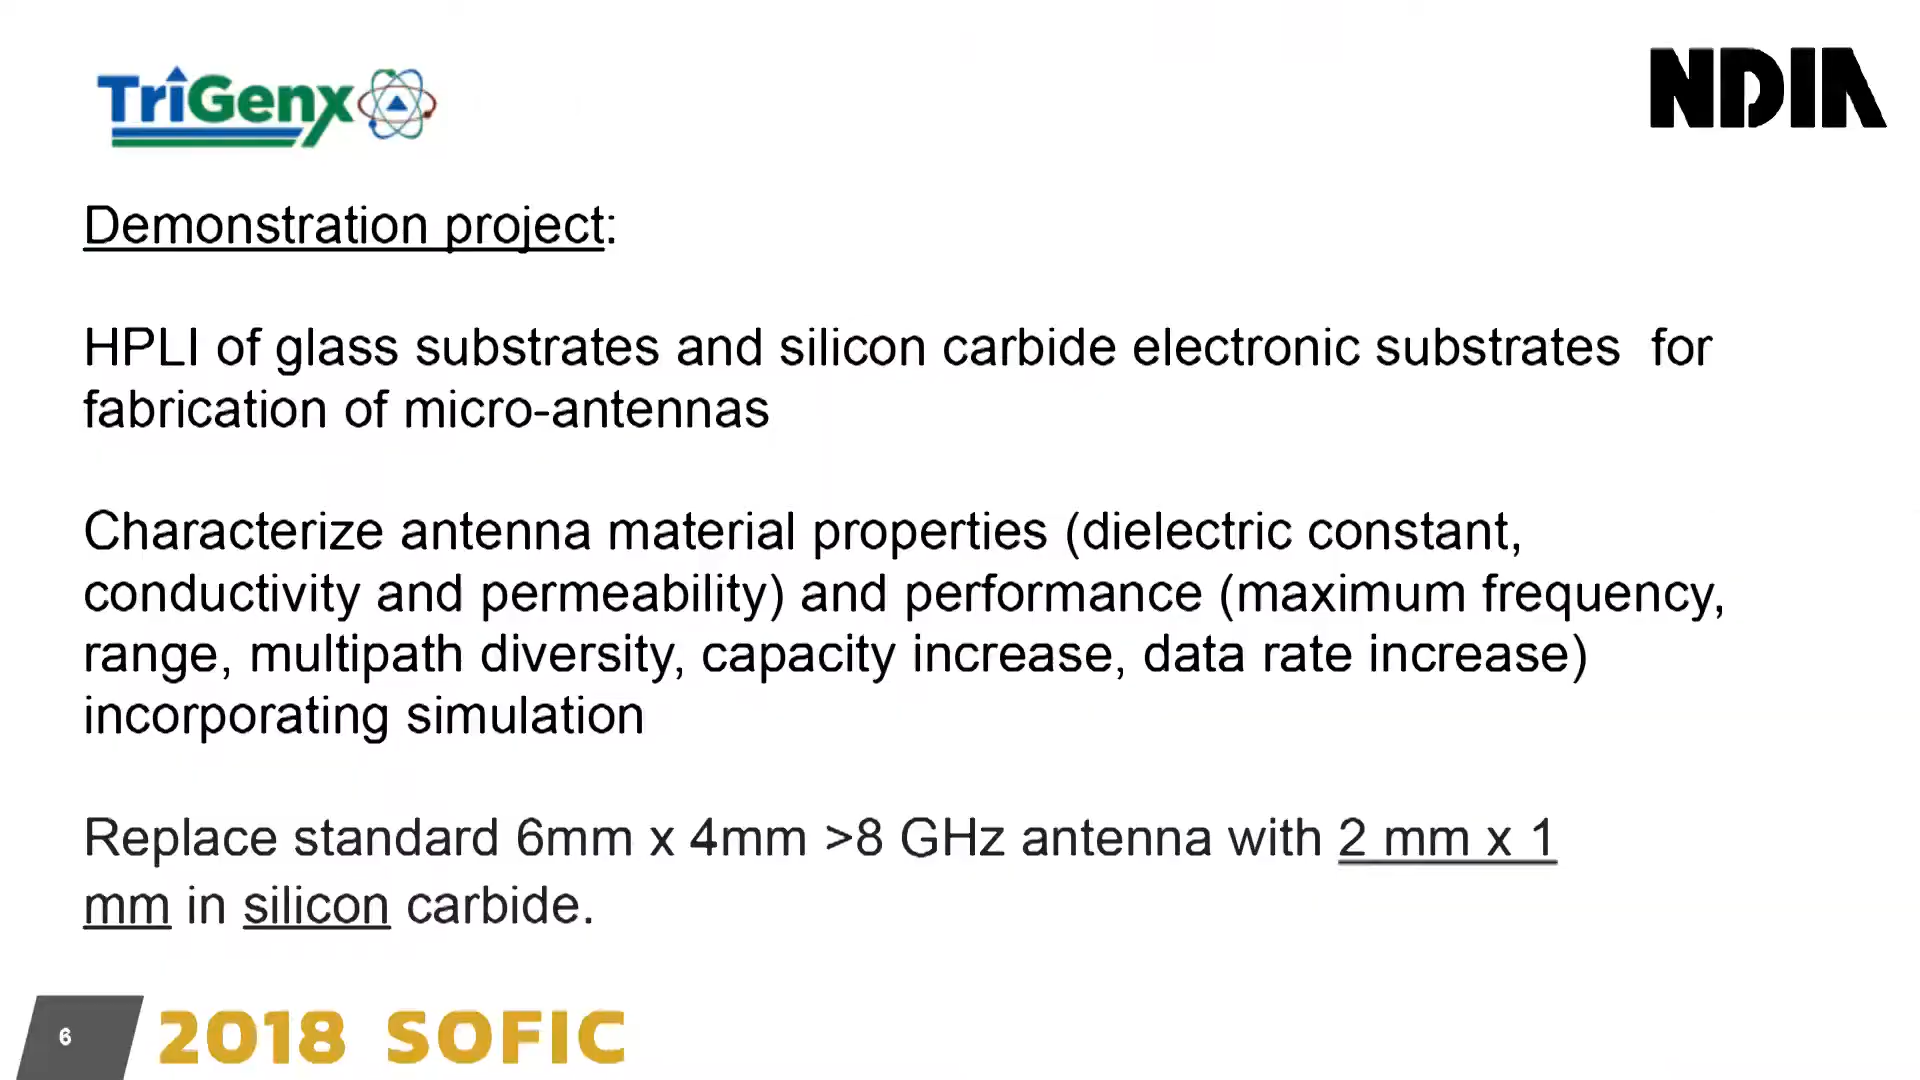 TriGenx
NDIA
Demonstration project:
HPLI of glass substrates and silicon carbide electronic substrates  for
fabrication of micro-antennas
Characterize antenna material properties (dielectric constant,
conductivity and permeability) and performance (maximum frequency,
range, multipath diversity, capacity increase, data rate increase)
incorporating simulation
Replace standard 6mm x 4mm >8 GHz antenna with 2 mm x 1
mm in silicon carbide.
6
2018 SOFIC